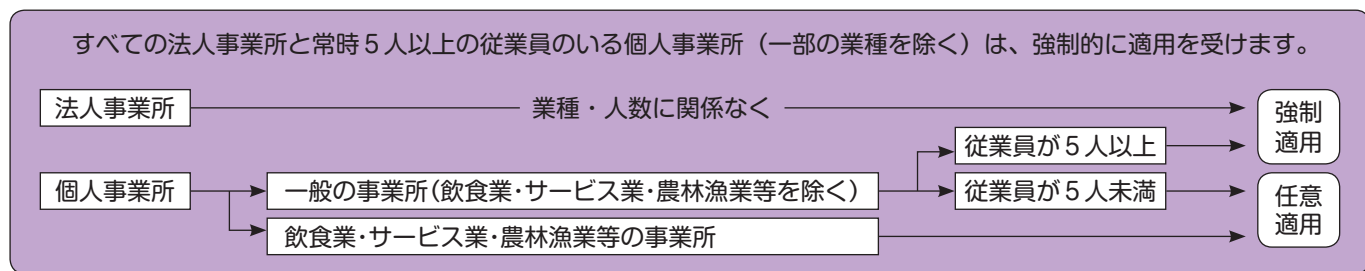 すべての法人事業所と常時5人以上の従業員のいる個人事業所（一部の業種を除く）は、強制的に適用を受けます。
法人事業所
業種・人数に関係なく
強制
適用
従業員が5人以上
個人事業所
一般の事業所(飲食業・サービス業・農林漁業等を除く)
従業員が5人未満
任意
適用
飲食業・サービス業・農林漁業等の事業所